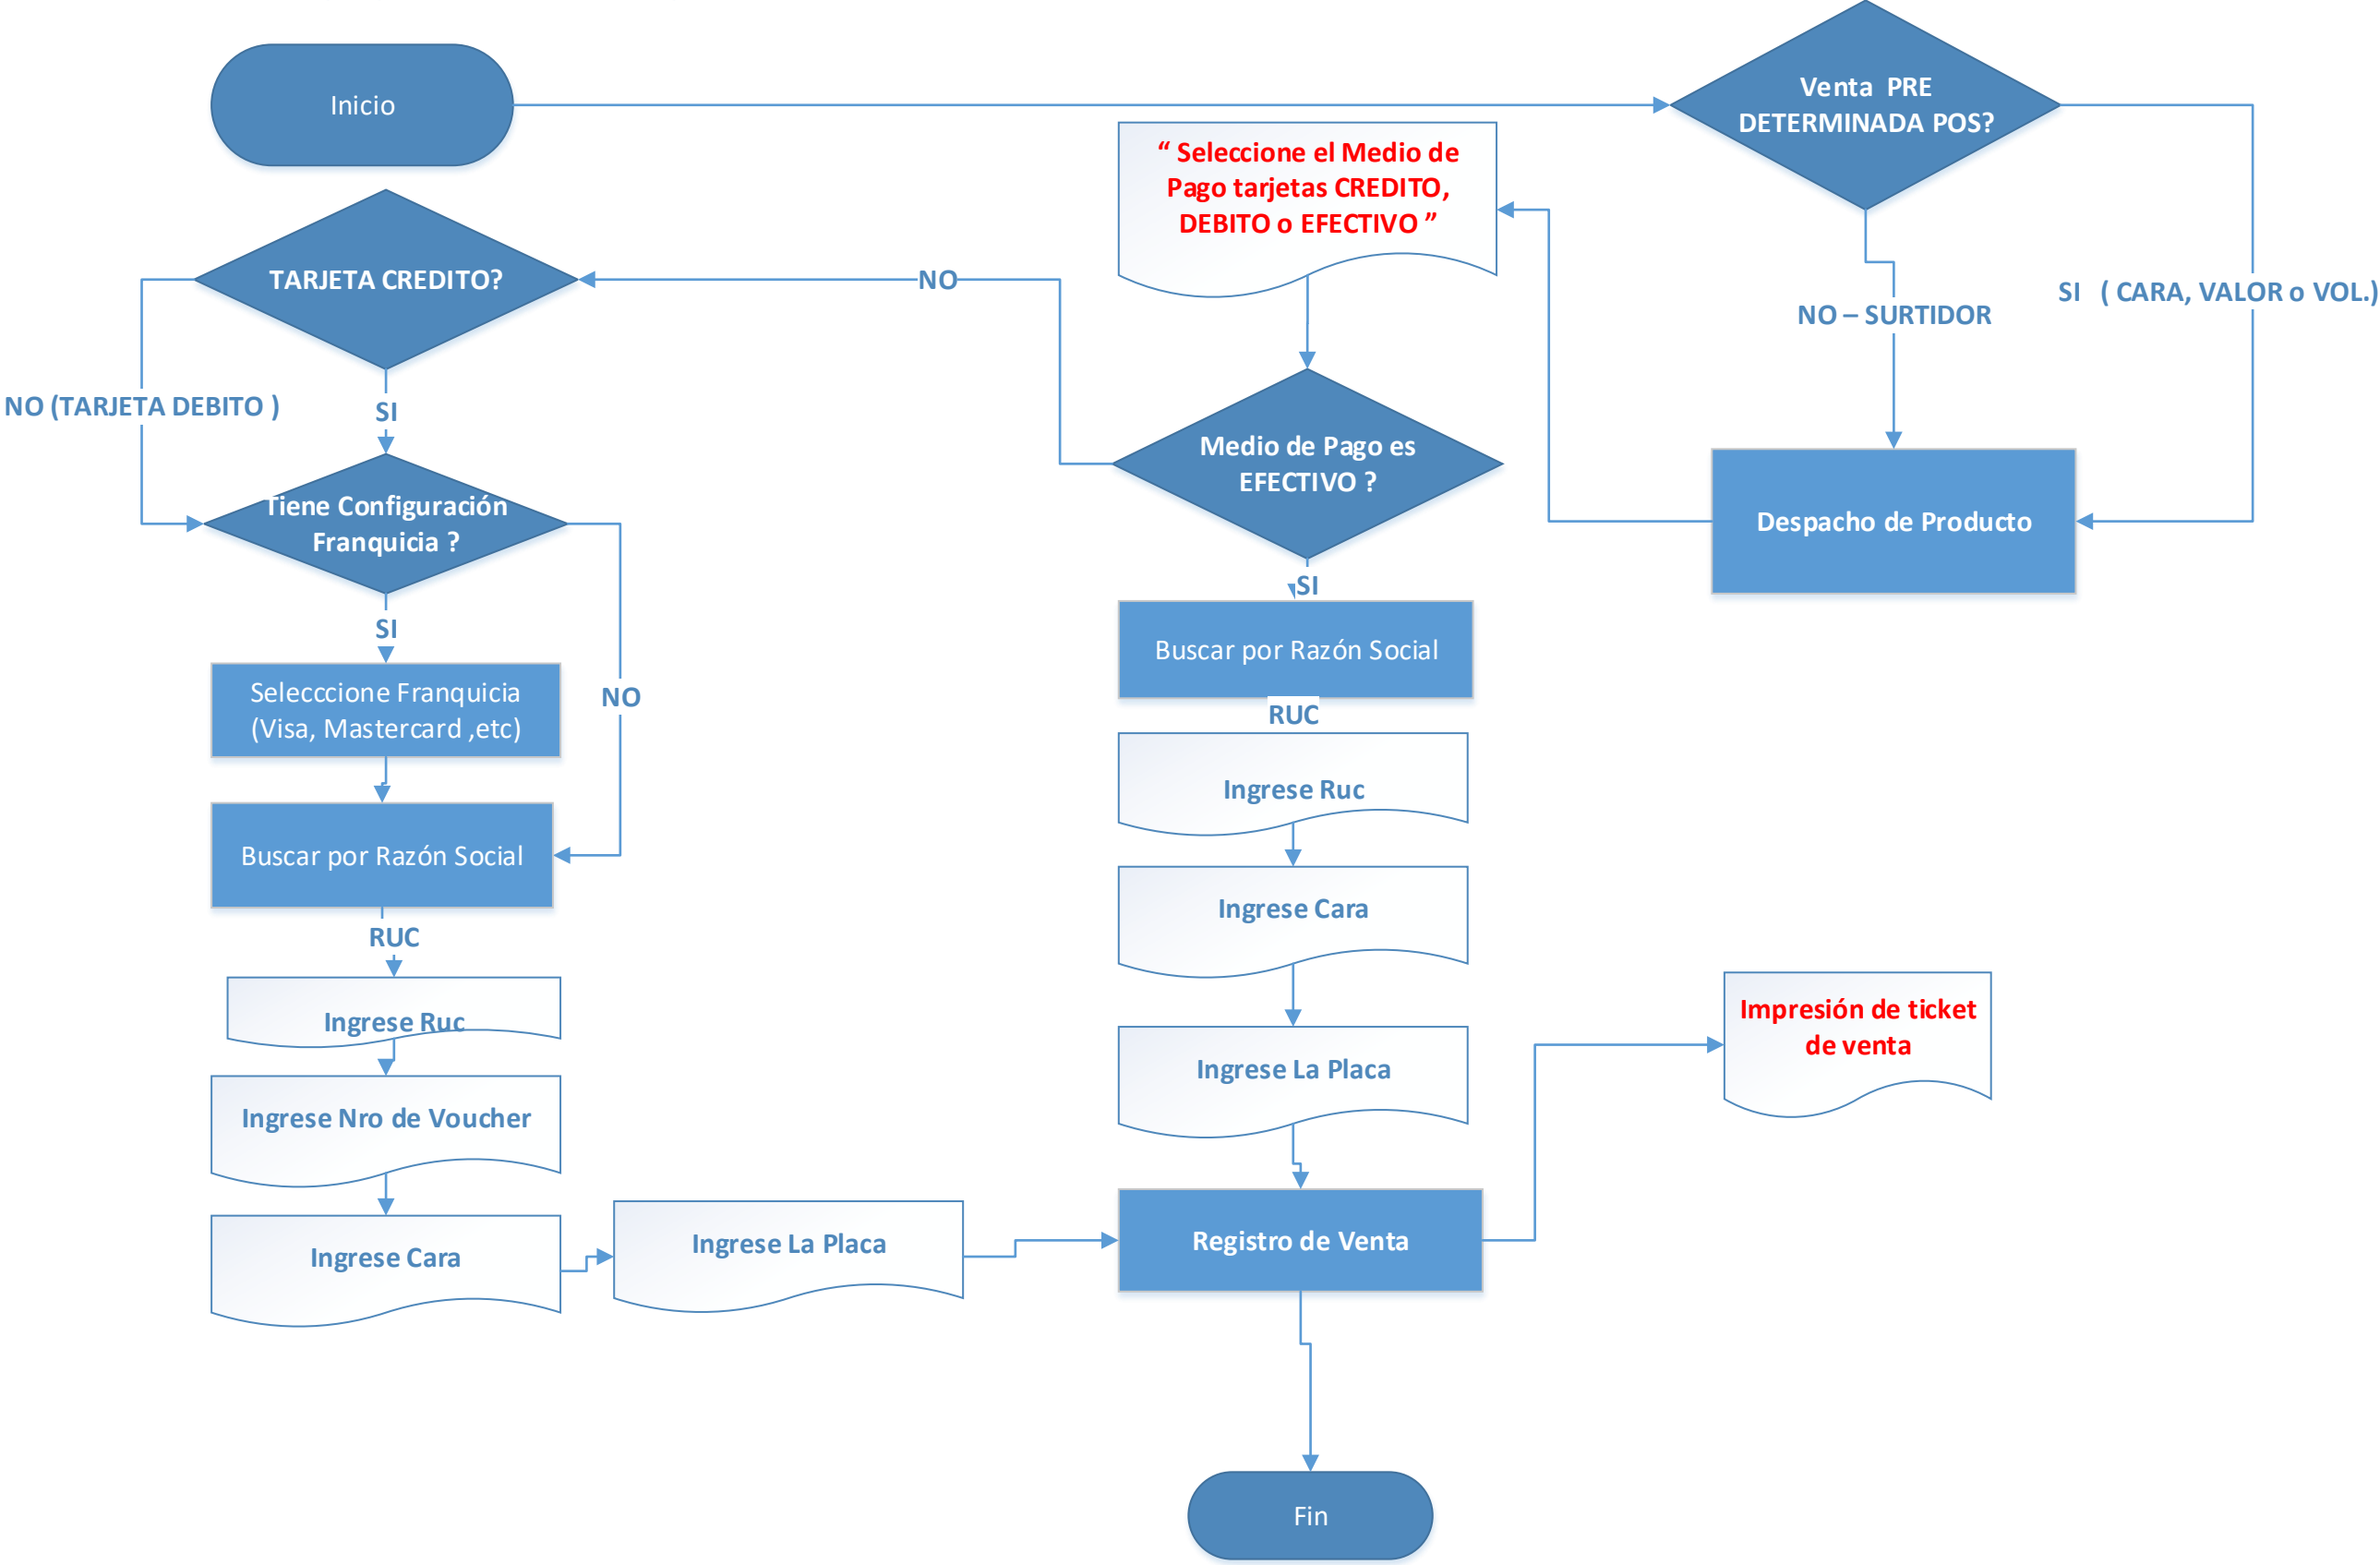 Inicio
Venta PRE
DETERMINADA POS?
“ Seleccione el Medio de
Pago tarjetas CREDITO,
DEBITO o EFECTIVO ”
TARJETA CREDITO?
NO
SI ( CARA, VALOR o VOL.)
NO – SURTIDOR
NO (TARJETA DEBITO )
SI
Medio de Pago es
EFECTIVO ?
Tiene Configuración
Franquicia ?
Despacho de Producto
SI
SI
Buscar por Razón Social
Selecccione Franquicia
(Visa, Mastercard ,etc)
NO
RUC
Ingrese Ruc
Buscar por Razón Social
Ingrese Cara
RUC
Ingrese Ruc
Impresión de ticket
de venta
Ingrese La Placa
Ingrese Nro de Voucher
Ingrese Cara
Ingrese La Placa
Registro de Venta
Fin